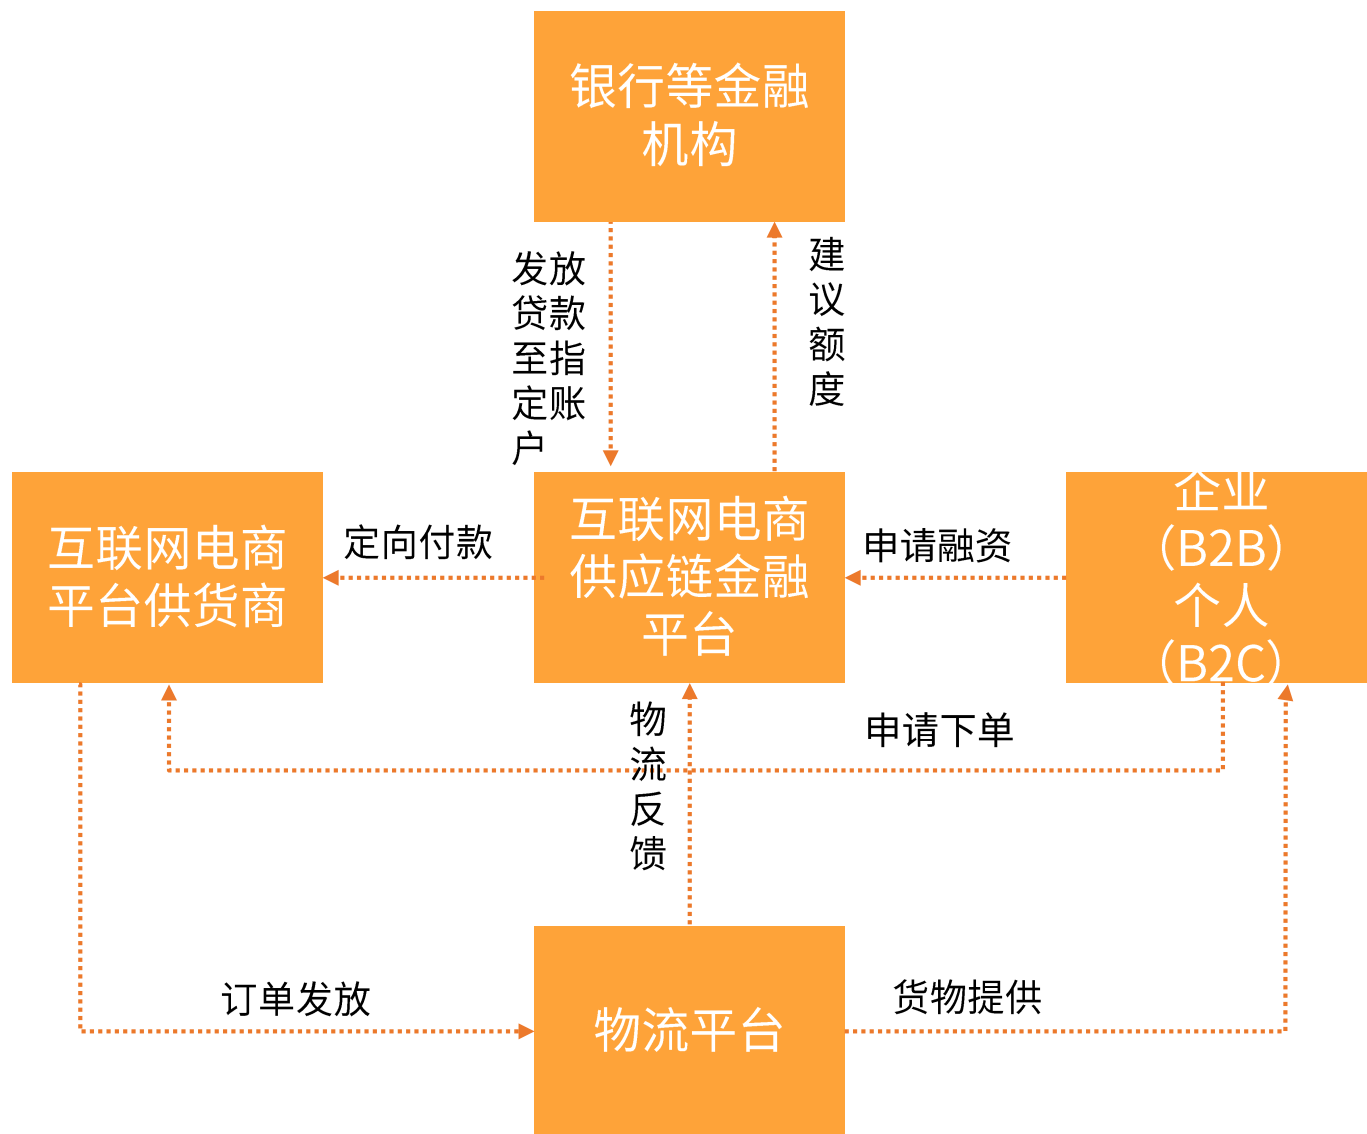 银行等金融
机构
发放
贷款
至指
定账
户
建
议
额
度
互联网电商
平台供货商
定向付款
互联网电商
供应链金融
平台
申请融资
企业
（B2B）
个人
（B2C）
物
流
反
馈
申请下单
订单发放
物流平台
货物提供